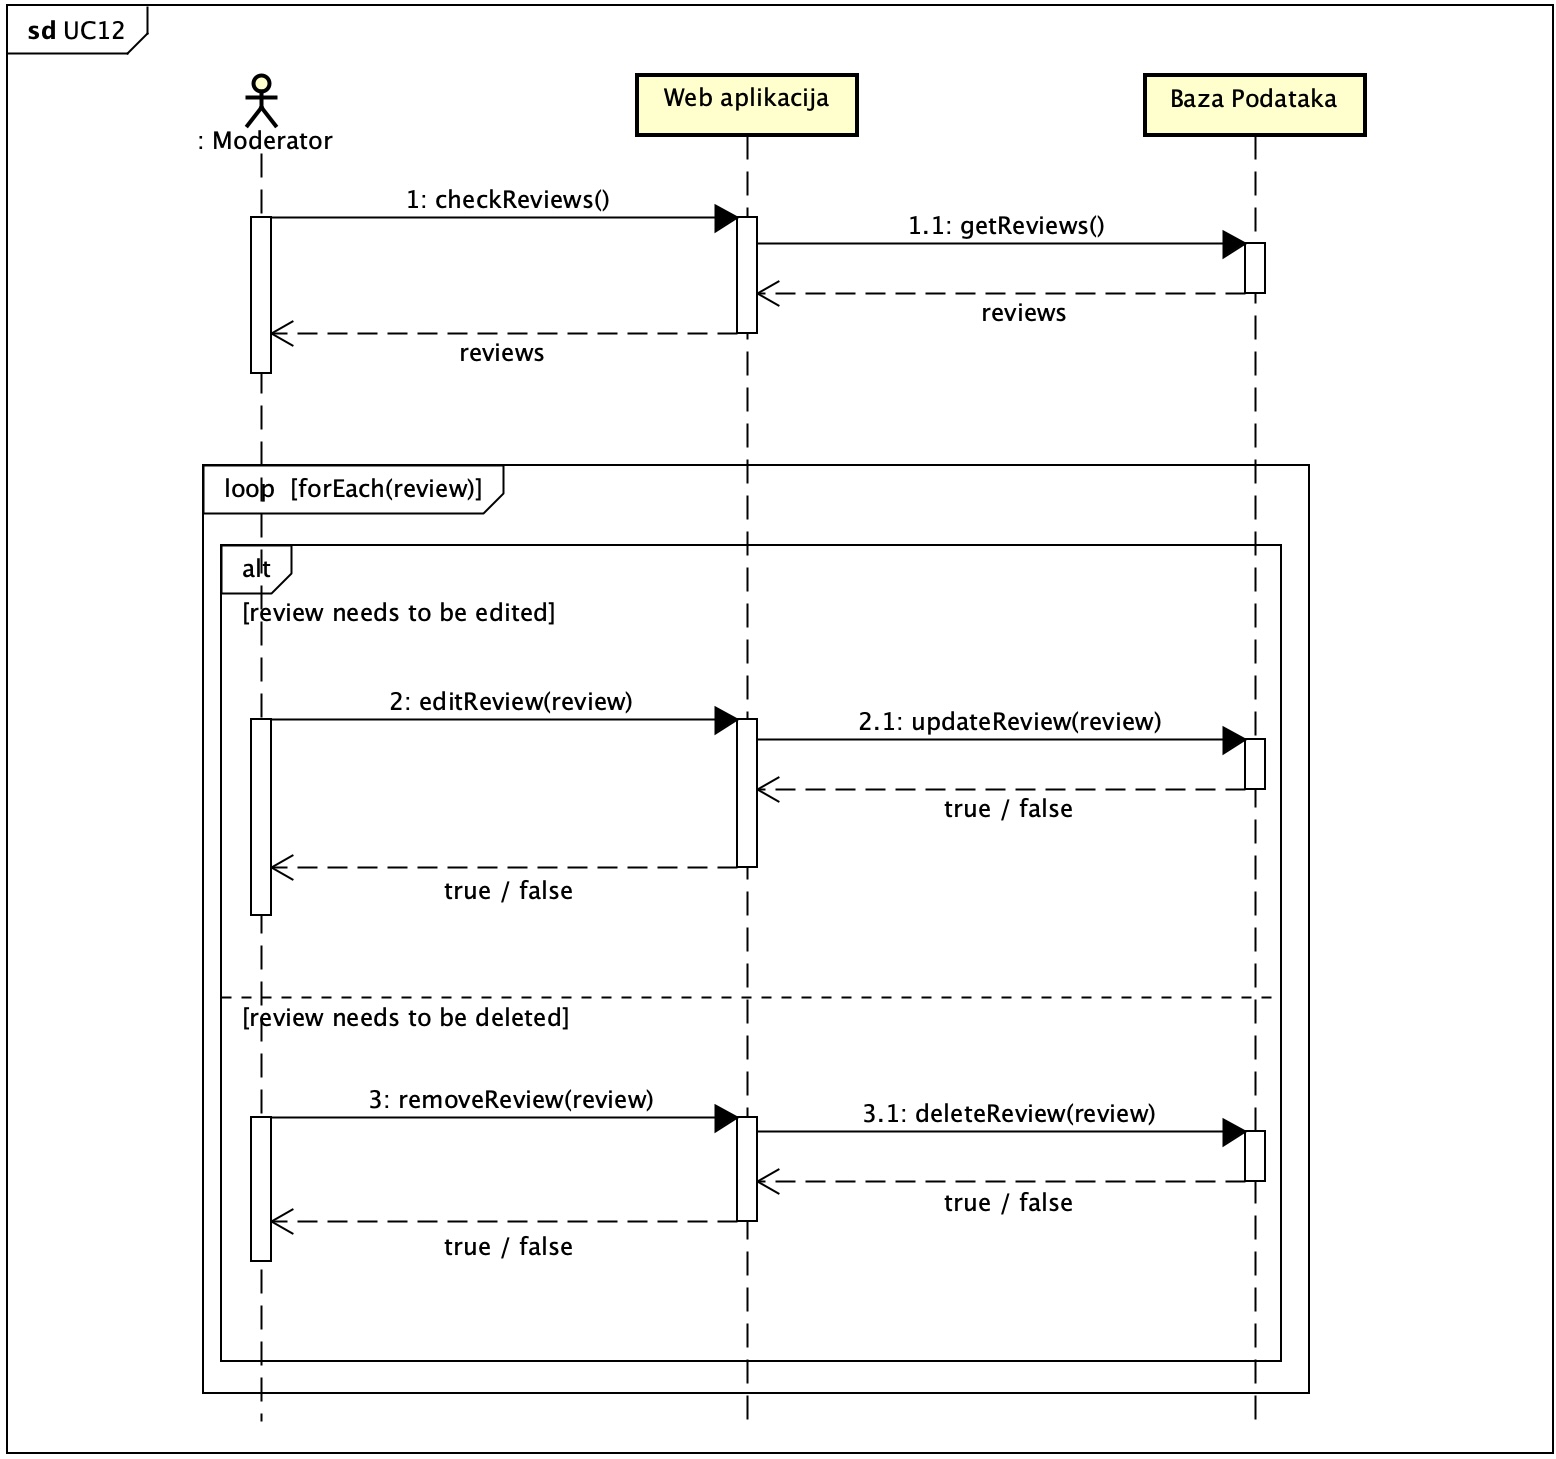 sd UC12
: Moderator
Web aplikacija
Baza Podataka
1: checkReviews()
1.1: getReviews()
reviews
reviews
loop [forEach(review)]
alt
[review needs to be edited]
2: editReview(review)
2.1: updateReview(review)
true / false
true / false
[review needs to be deleted]
3: removeReview(review)
3.1: deleteReview(review)
true / false
true / false